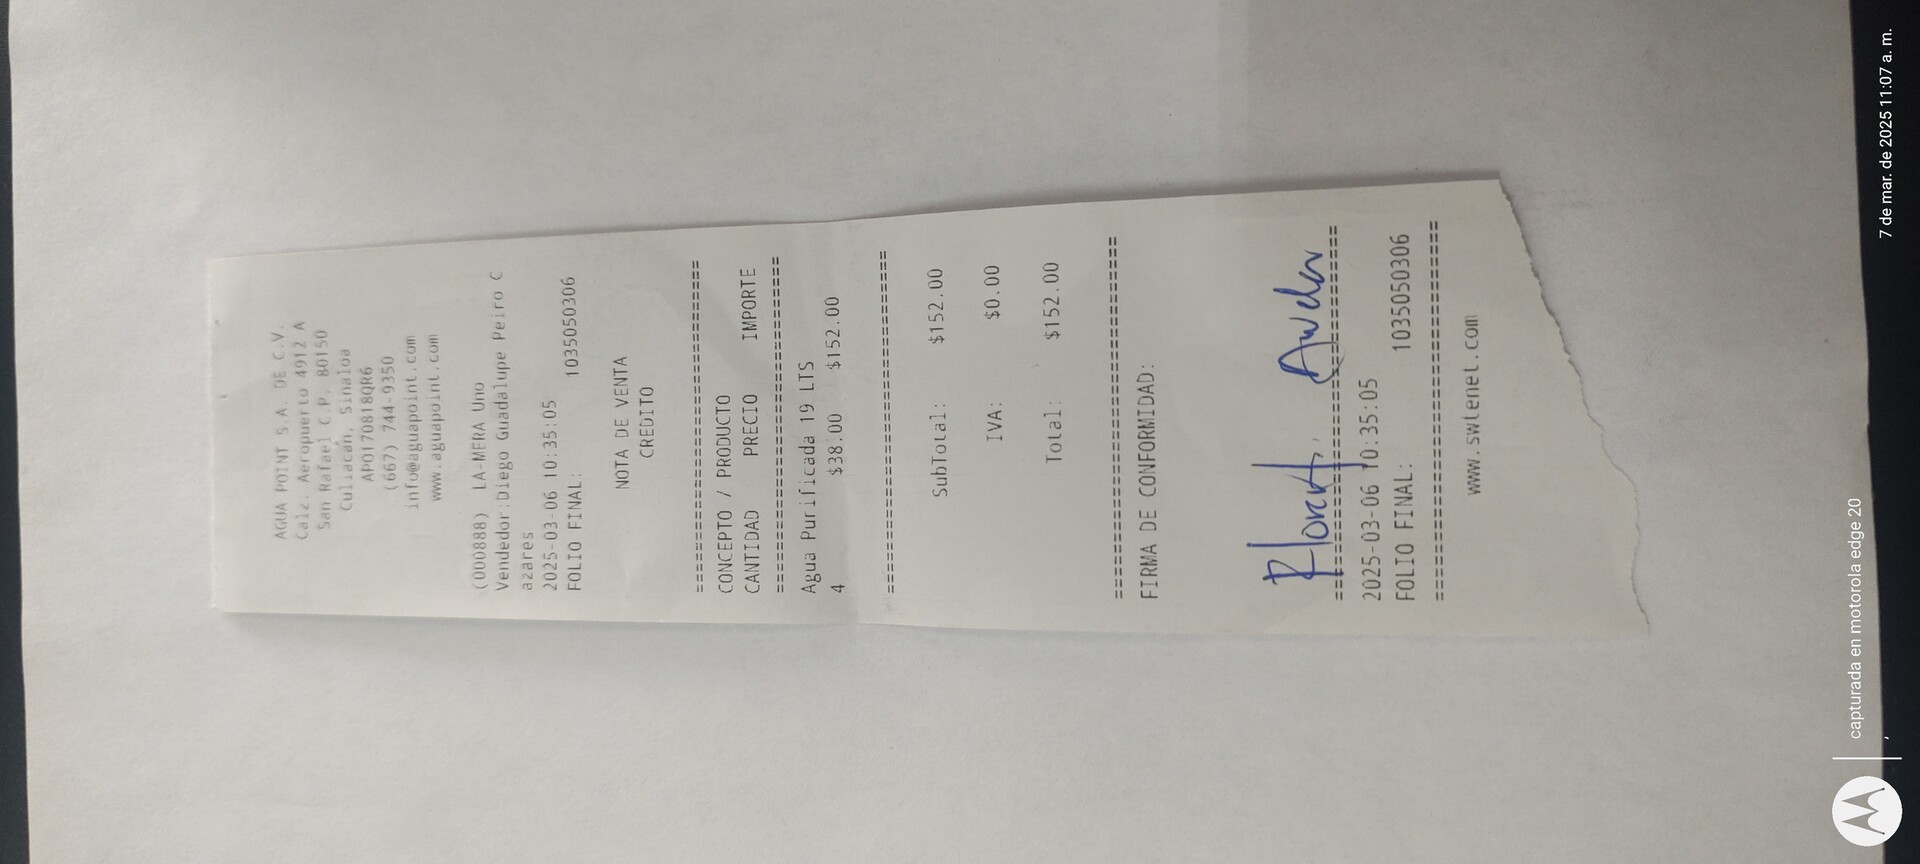 AGUA POINT S.A. DE C.V.
Calz. Aeropuerto 4912 A
San Rafael C.P. 80150
Culiacán, Sinaloa
APO170818QR6
(667) 744-9350
info@aguapoint.com
www.aguapoint.com
(000888) LA-MERA Uno
Vendedor:Diego Guadalupe Peiro C
azares
2025-03-06 10:35:05
FOLIO FINAL: 1035050306
NOTA DE VENTA
CREDITO
================================
CONCEPTO / PRODUCTO
CANTIDAD PRECIO IMPORTE
================================
Agua Purificada 19 LTS
4 $38.00 $152.00
================================
SubTotal: $152.00
IVA: $0.00
Total: $152.00
================================
FIRMA DE CONFORMIDAD:
================================
2025-03-06 10:35:05
FOLIO FINAL: 1035050306
================================
www.swtenet.com
capturada en motorola edge 20
7 de mar. de 2025 11:07 a. m.